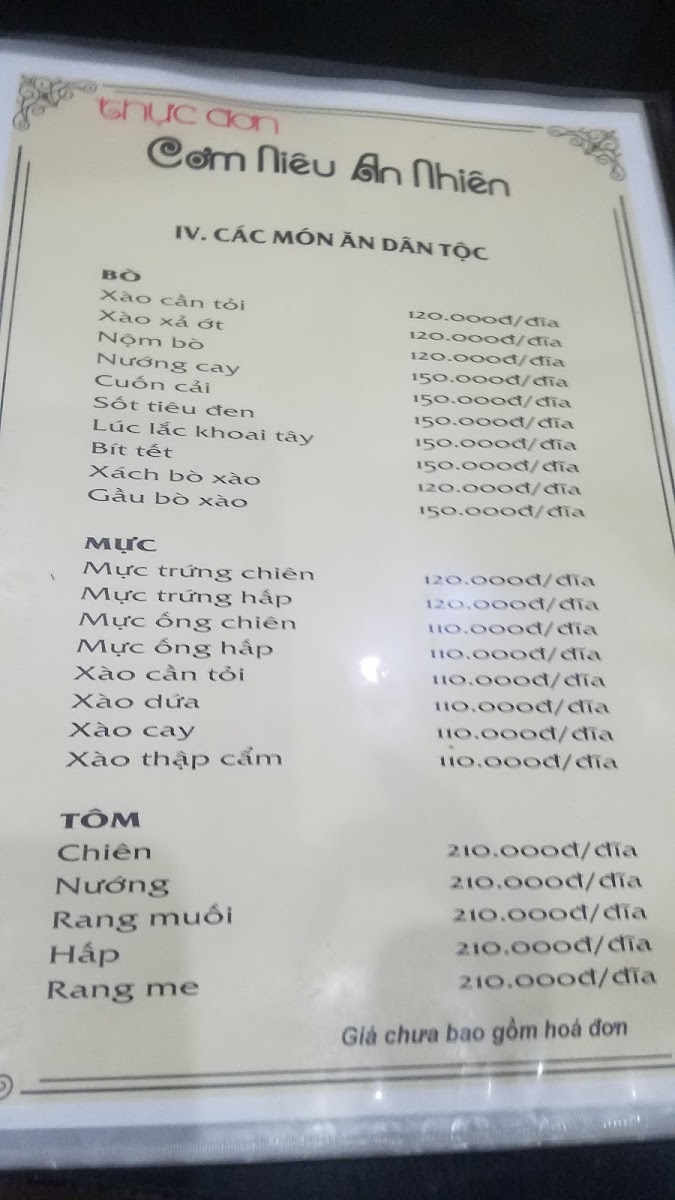 thực đơn
Cơm Niêu An Nhiên
IV. CÁC MÓN ĂN DÂN TỘC
BÒ
Xào cần tỏi 120.000đ/đĩa
Xào xả ớt 120.000đ/đĩa
Nộm bò 120.000đ/đĩa
Nướng cay 150.000đ/đĩa
Cuốn cải 150.000đ/đĩa
Sốt tiêu đen 150.000đ/đĩa
Lúc lắc khoai tây 150.000đ/đĩa
Bít tết 150.000đ/đĩa
Xách bò xào 120.000đ/đĩa
Gầu bò xào 150.000đ/đĩa
MỰC
Mực trứng chiên 120.000đ/đĩa
Mực trứng hấp 120.000đ/đĩa
Mực ống chiên 110.000đ/đĩa
Mực ống hấp 110.000đ/đĩa
Xào cần tỏi 110.000đ/đĩa
Xào dứa 110.000đ/đĩa
Xào cay 110.000đ/đĩa
Xào thập cẩm 110.000đ/đĩa
TÔM
Chiên 210.000đ/đĩa
Nướng 210.000đ/đĩa
Rang muối 210.000đ/đĩa
Hấp 210.000đ/đĩa
Rang me 210.000đ/đĩa
Giá chưa bao gồm hoá đơn